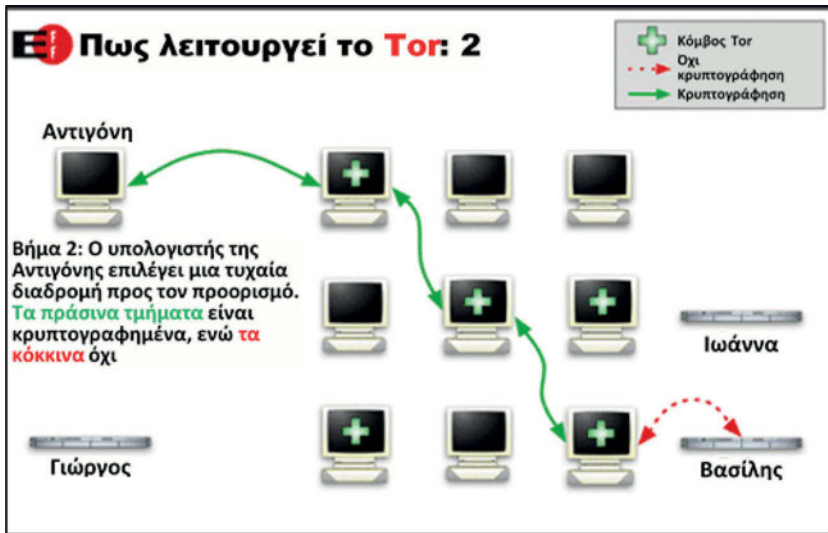 Πως λειτουργεί το Tor: 2
Κόμβος Tor
Όχι
κρυπτογράφηση
Κρυπτογράφηση
Αντιγόνη
Βήμα 2: Ο υπολογιστής της
Αντιγόνης επιλέγει μια τυχαία
διαδρομή προς τον προορισμό.
Τα πράσινα τμήματα είναι
κρυπτογραφημένα, ενώ τα
κόκκινα όχι
Ιωάννα
Γιώργος
Βασίλης